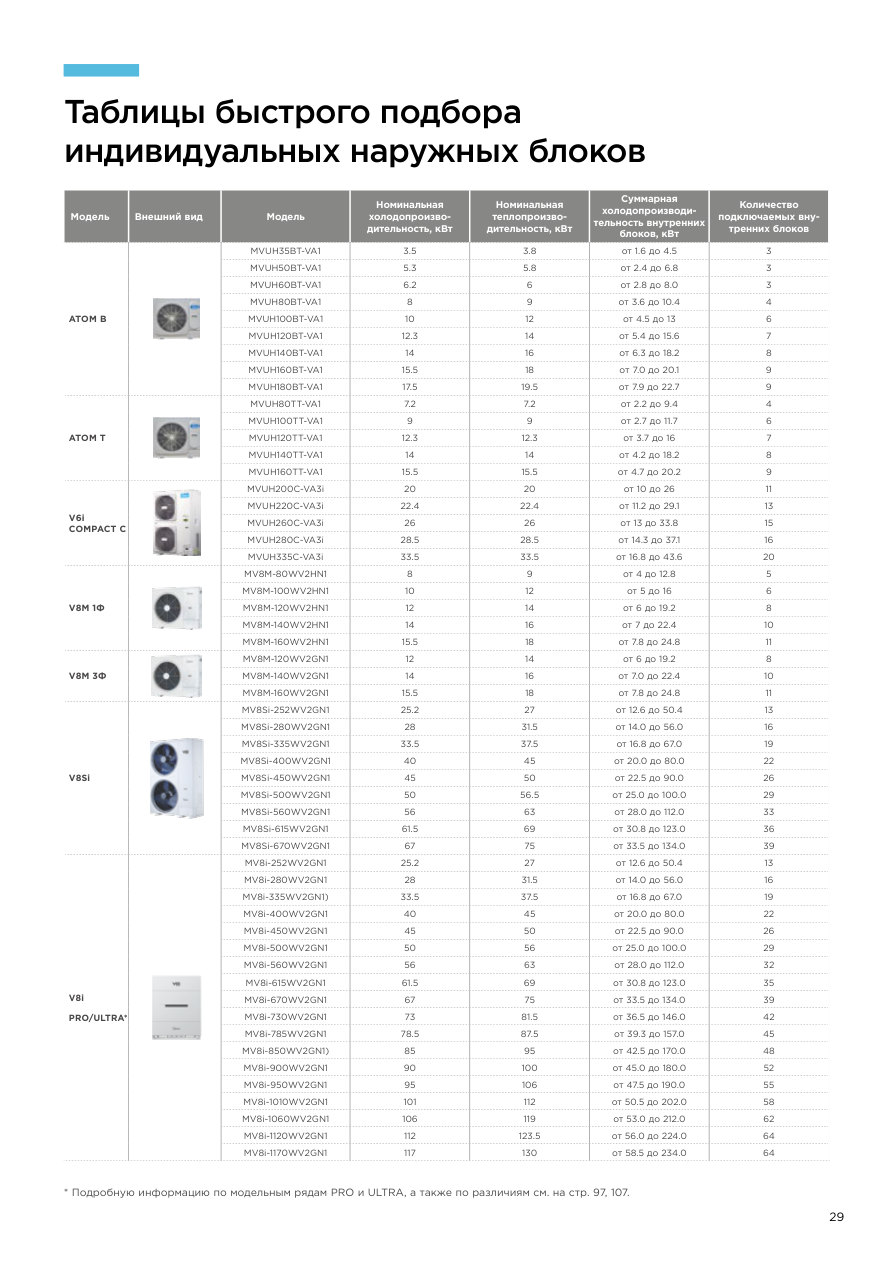 Таблицы быстрого подбора
индивидуальных наружных блоков
Модель Внешний вид Модель Номинальная холодопроизво-дительность, кВт Номинальная теплопроизво-дительность, кВт Суммарная холодопроизводи-тельность внутренних блоков, кВт Количество подключаемых вну-тренних блоков
ATOM B
MVUH35BT-VA1 3.5 3.8 от 1.6 до 4.5 3
MVUH50BT-VA1 5.3 5.8 от 2.4 до 6.8 3
MVUH60BT-VA1 6.2 6 от 2.8 до 8.0 3
MVUH80BT-VA1 8 9 от 3.6 до 10.4 4
MVUH100BT-VA1 10 12 от 4.5 до 13 6
MVUH120BT-VA1 12.3 14 от 5.4 до 15.6 7
MVUH140BT-VA1 14 16 от 6.3 до 18.2 8
MVUH160BT-VA1 15.5 18 от 7.0 до 20.1 9
MVUH180BT-VA1 17.5 19.5 от 7.9 до 22.7 9
ATOM T
MVUH80TT-VA1 7.2 7.2 от 2.2 до 9.4 4
MVUH100TT-VA1 9 9 от 2.7 до 11.7 6
MVUH120TT-VA1 12.3 12.3 от 3.7 до 16 7
MVUH140TT-VA1 14 14 от 4.2 до 18.2 8
MVUH160TT-VA1 15.5 15.5 от 4.7 до 20.2 9
V6i
COMPACT C
MVUH200C-VA3i 20 20 от 10 до 26 11
MVUH220C-VA3i 22.4 22.4 от 11.2 до 29.1 13
MVUH260C-VA3i 26 26 от 13 до 33.8 15
MVUH280C-VA3i 28.5 28.5 от 14.3 до 37.1 16
MVUH335C-VA3i 33.5 33.5 от 16.8 до 43.6 20
V8M 1Ф
MV8M-80WV2HN1 8 9 от 4 до 12.8 5
MV8M-100WV2HN1 10 12 от 5 до 16 6
MV8M-120WV2HN1 12 14 от 6 до 19.2 8
MV8M-140WV2HN1 14 16 от 7 до 22.4 10
MV8M-160WV2HN1 15.5 18 от 7.8 до 24.8 11
V8M 3Ф
MV8M-120WV2GN1 12 14 от 6 до 19.2 8
MV8M-140WV2GN1 14 16 от 7.0 до 22.4 10
MV8M-160WV2GN1 15.5 18 от 7.8 до 24.8 11
V8Si
MV8Si-252WV2GN1 25.2 27 от 12.6 до 50.4 13
MV8Si-280WV2GN1 28 31.5 от 14.0 до 56.0 16
MV8Si-335WV2GN1 33.5 37.5 от 16.8 до 67.0 19
MV8Si-400WV2GN1 40 45 от 20.0 до 80.0 22
MV8Si-450WV2GN1 45 50 от 22.5 до 90.0 26
MV8Si-500WV2GN1 50 56.5 от 25.0 до 100.0 29
MV8Si-560WV2GN1 56 63 от 28.0 до 112.0 33
MV8Si-615WV2GN1 61.5 69 от 30.8 до 123.0 36
MV8Si-670WV2GN1 67 75 от 33.5 до 134.0 39
V8i
PRO/ULTRA*
MV8i-252WV2GN1 25.2 27 от 12.6 до 50.4 13
MV8i-280WV2GN1 28 31.5 от 14.0 до 56.0 16
MV8i-335WV2GN1) 33.5 37.5 от 16.8 до 67.0 19
MV8i-400WV2GN1 40 45 от 20.0 до 80.0 22
MV8i-450WV2GN1 45 50 от 22.5 до 90.0 26
MV8i-500WV2GN1 50 56 от 25.0 до 100.0 29
MV8i-560WV2GN1 56 63 от 28.0 до 112.0 32
MV8i-615WV2GN1 61.5 69 от 30.8 до 123.0 35
MV8i-670WV2GN1 67 75 от 33.5 до 134.0 39
MV8i-730WV2GN1 73 81.5 от 36.5 до 146.0 42
MV8i-785WV2GN1 78.5 87.5 от 39.3 до 157.0 45
MV8i-850WV2GN1) 85 95 от 42.5 до 170.0 48
MV8i-900WV2GN1 90 100 от 45.0 до 180.0 52
MV8i-950WV2GN1 95 106 от 47.5 до 190.0 55
MV8i-1010WV2GN1 101 112 от 50.5 до 202.0 58
MV8i-1060WV2GN1 106 119 от 53.0 до 212.0 62
MV8i-1120WV2GN1 112 123.5 от 56.0 до 224.0 64
MV8i-1170WV2GN1 117 130 от 58.5 до 234.0 64
* Подробную информацию по модельным рядам PRO и ULTRA, а также по различиям см. на стр. 97, 107.
29